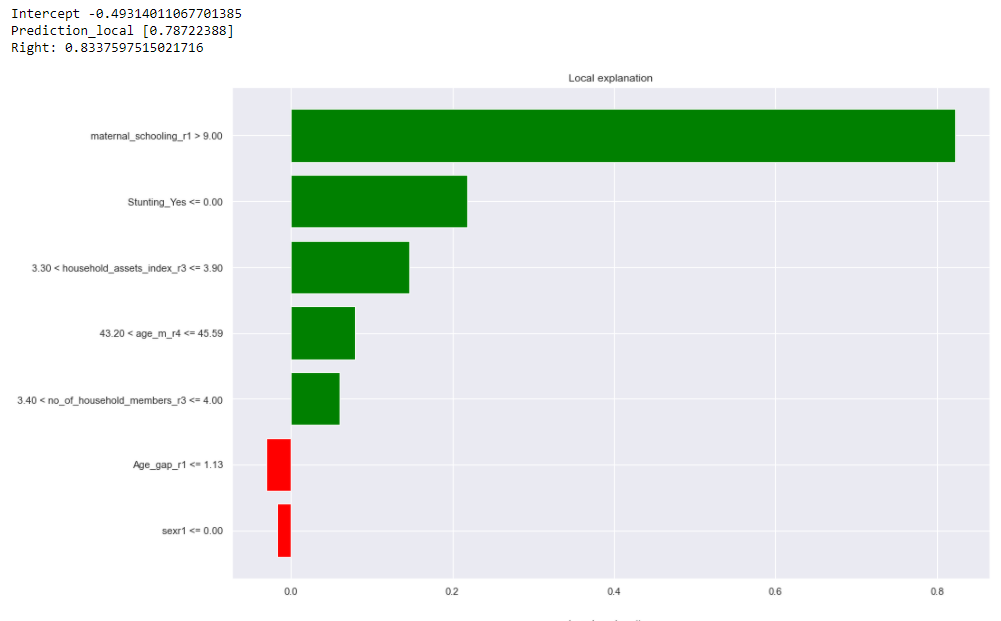 Intercept -0.49314011067701385
Prediction_local [0.78722388]
Right: 0.8337597515021716
Local explanation
maternal_schooling_r1 > 9.00
Stunting_Yes <= 0.00
3.30 < household_assets_index_r3 <= 3.90
43.20 < age_m_r4 <= 45.59
3.40 < no_of_household_members_r3 <= 4.00
Age_gap_r1 <= 1.13
sexr1 <= 0.00
0.0 0.2 0.4 0.6 0.8